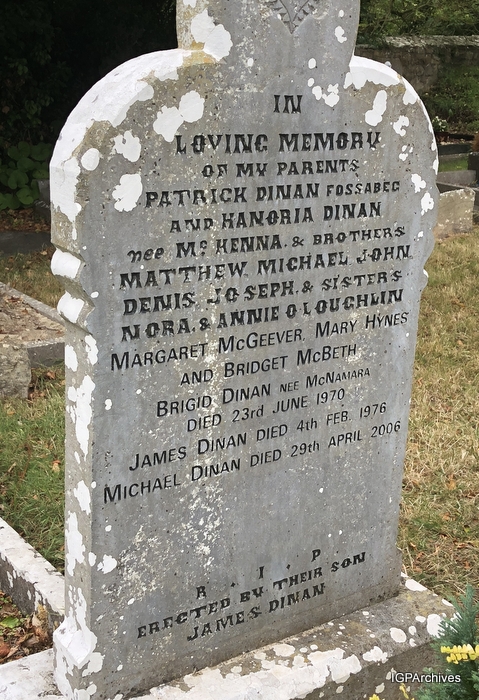 IN
LOVING MEMORY
OF MY PARENTS
PATRICK DINAN FOSSABEG
AND HANORIA DINAN
nee McKENNA. & BROTHERS
MATTHEW. MICHAEL. JOHN.
DENIS. JOSEPH. & SISTERS
NORA. & ANNIE O'LOUGHLIN
MARGARET McGEEVER, MARY HYNES
AND BRIDGET McBETH
BRIGID DINAN NEE McNAMARA
DIED 23rd JUNE 1970
JAMES DINAN DIED 4th FEB. 1976
MICHAEL DINAN DIED 29th APRIL 2006
R . I . P
ERECTED BY THEIR SON
JAMES DINAN
IGPArchives